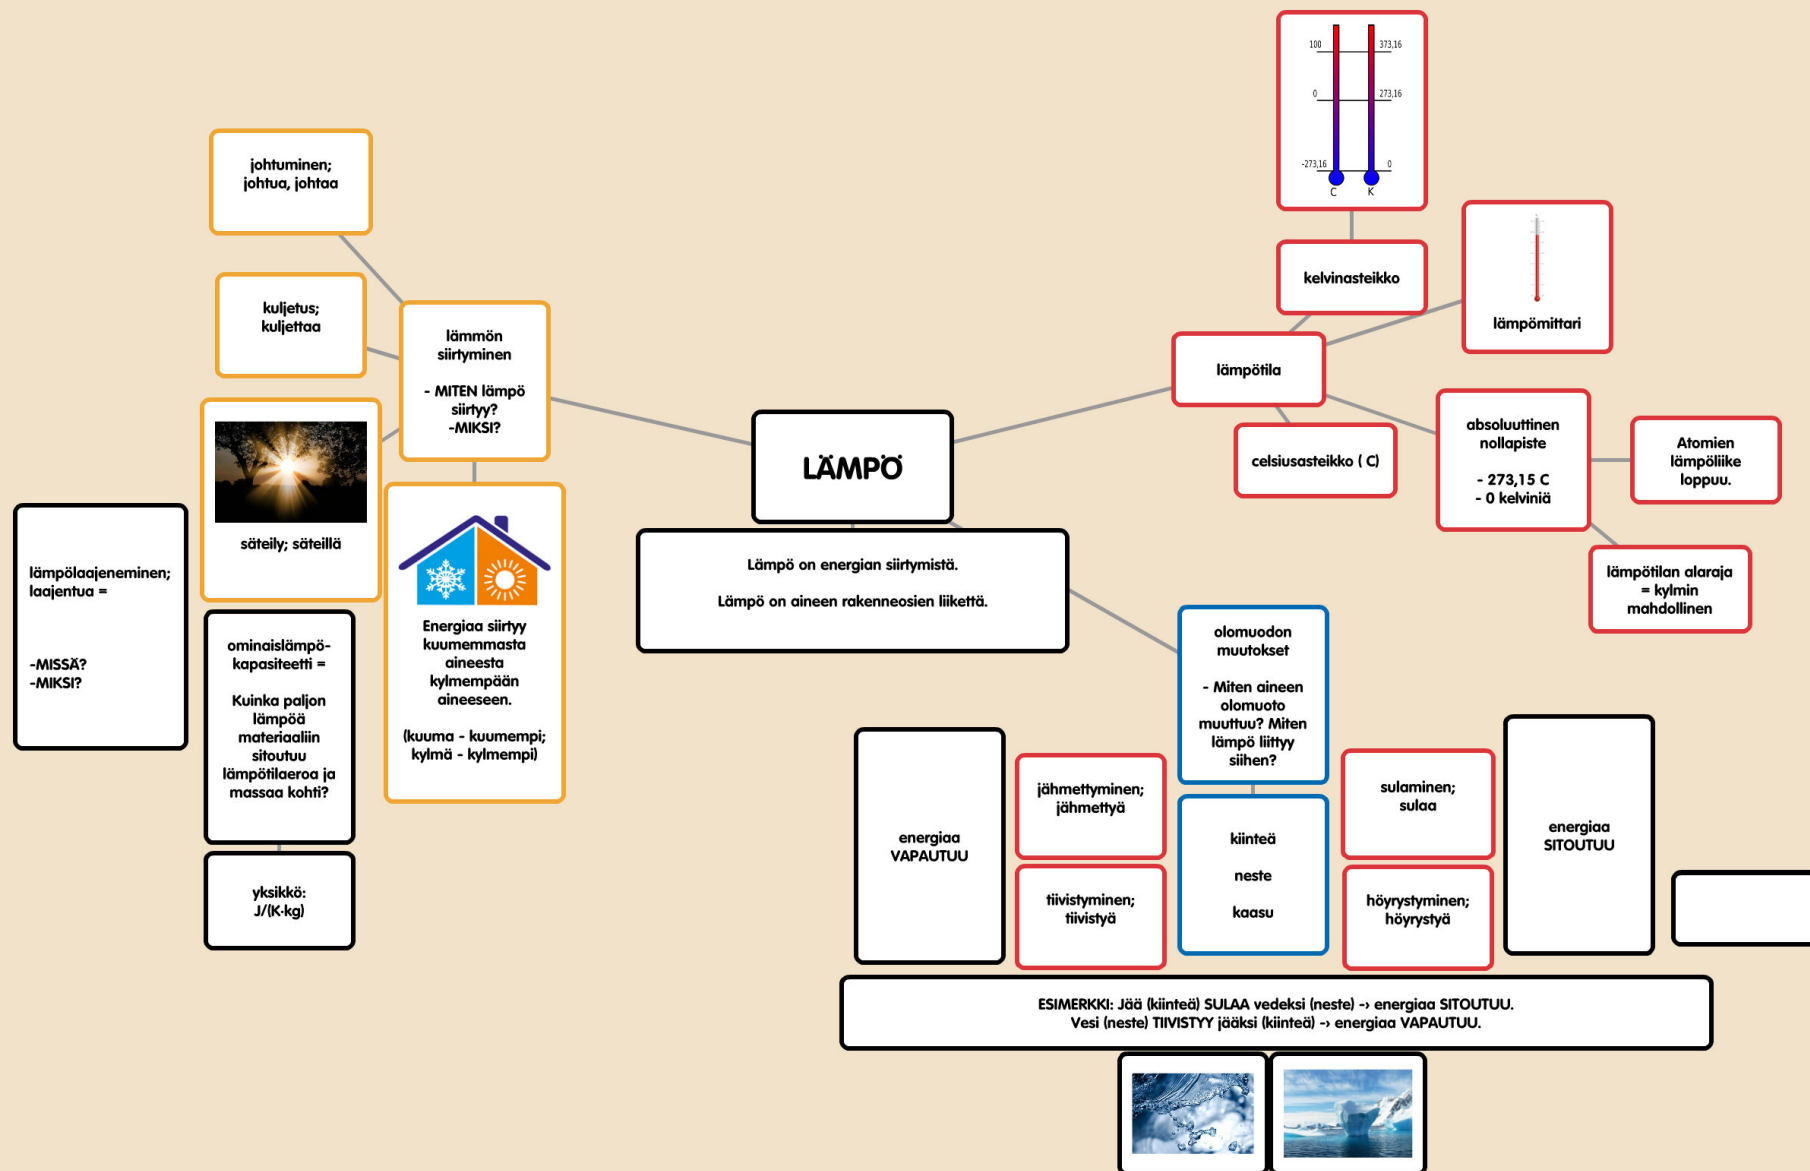 100
373,16
0
273,16
-273,16
0
C
K
kelvinasteikko
lämpömittari
lämpötila
celsiusasteikko ( C)
absoluuttinen
nollapiste
- 273,15 C
- 0 kelviniä
Atomien
lämpöliike
loppuu.
lämpötilan alaraja
= kylmin
mahdollinen
johtuminen;
johtua, johtaa
kuljetus;
kuljettaa
lämmön
siirtyminen
- MITEN lämpö
siirtyy?
-MIKSI?
säteily; säteillä
Energiaa siirtyy
kuumemmasta
aineesta
kylmempään
aineeseen.
(kuuma - kuumempi;
kylmä - kylmempi)
lämpölaajeneminen;
laajentua =
-MISSÄ?
-MIKSI?
ominaislämpö-
kapasiteetti =
Kuinka paljon
lämpöä
materiaaliin
sitoutuu
lämpötilaeroa ja
massaa kohti?
yksikkö:
J/(K·kg)
LÄMPÖ
Lämpö on energian siirtymistä.
Lämpö on aineen rakenneosien liikettä.
olomuodon
muutokset
- Miten aineen
olomuoto
muuttuu? Miten
lämpö liittyy
siihen?
energiaa
VAPAUTUU
jähmettyminen;
jähmettyä
tiivistyminen;
tiivistyä
kiinteä
neste
kaasu
sulaminen;
sulaa
höyrystyminen;
höyrystyä
energiaa
SITOUTUU
ESIMERKKI: Jää (kiinteä) SULAA vedeksi (neste) -> energiaa SITOUTUU.
Vesi (neste) TIIVISTYY jääksi (kiinteä) -> energiaa VAPAUTUU.